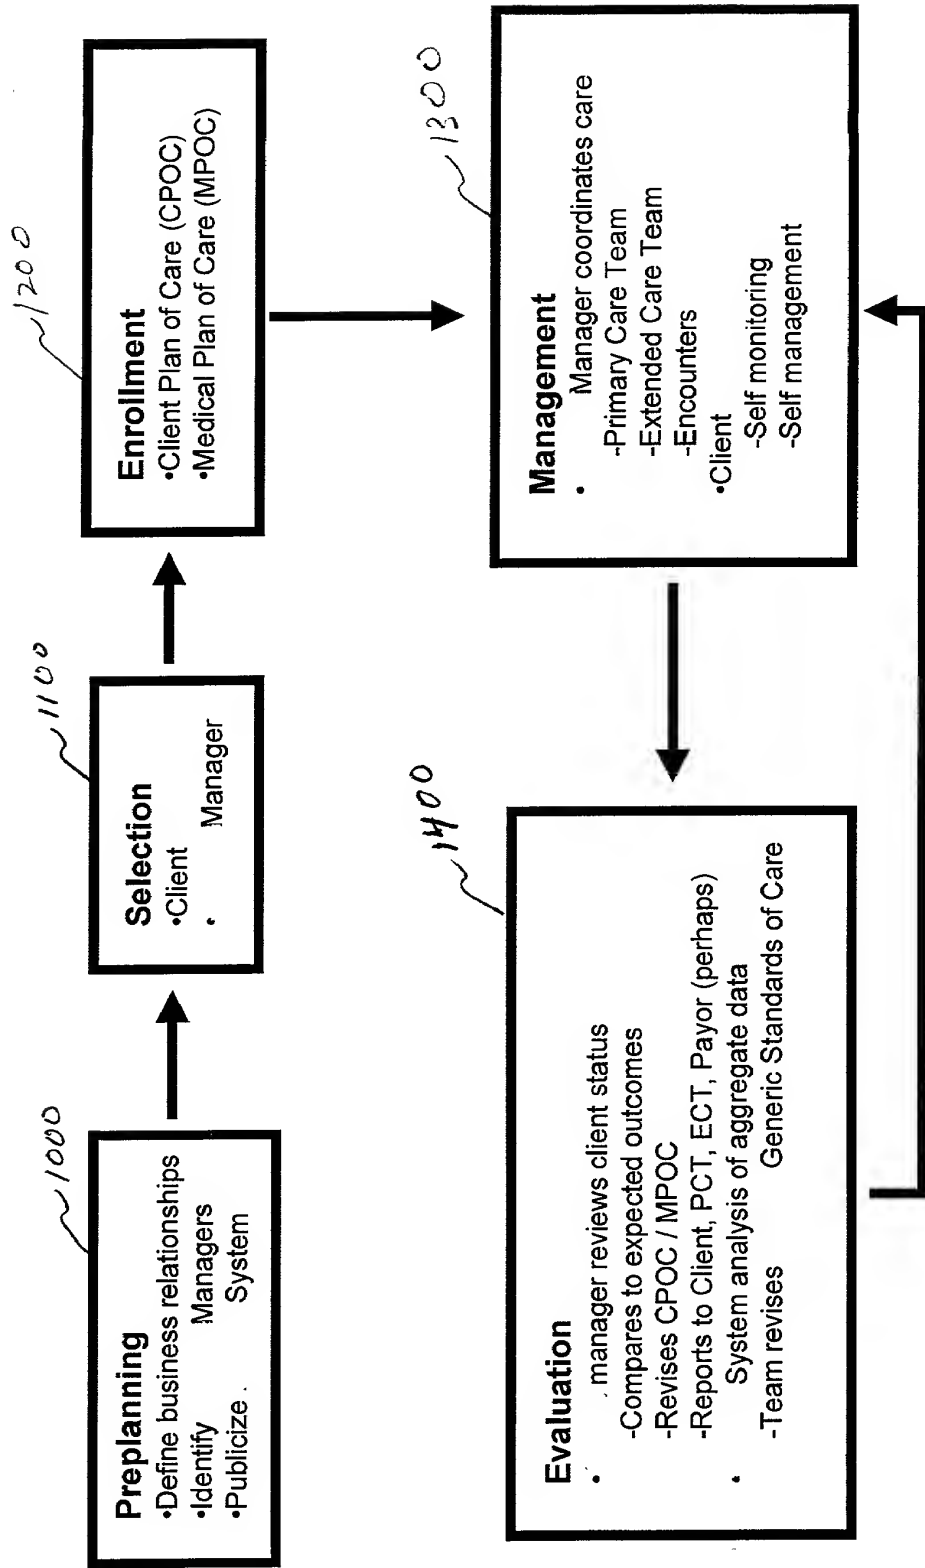 1000
Preplanning
•Define business relationships
•Identify Managers
•Publicize . System
1100
Selection
•Client
• Manager
1200
Enrollment
•Client Plan of Care (CPOC)
•Medical Plan of Care (MPOC)
1300
Management
• Manager coordinates care
-Primary Care Team
-Extended Care Team
-Encounters
•Client
-Self monitoring
-Self management
1400
Evaluation
• . manager reviews client status
-Compares to expected outcomes
-Revises CPOC / MPOC
-Reports to Client, PCT, ECT, Payor (perhaps)
• System analysis of aggregate data
-Team revises Generic Standards of Care